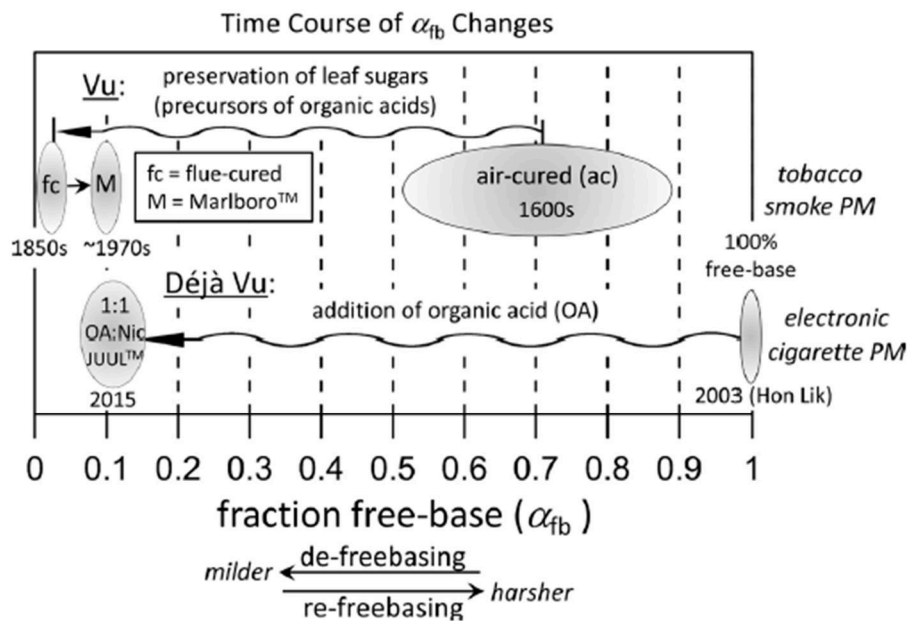 Time Course of αfb Changes
Vu:
preservation of leaf sugars
(precursors of organic acids)
fc
M
fc = flue-cured
M = Marlboro™
air-cured (ac)
1600s
tobacco
smoke PM
1850s
~1970s
100%
free-base
Déjà Vu:
1:1
OA:Nic
JUUL™
addition of organic acid (OA)
electronic
cigarette PM
2015
2003 (Hon Lik)
0 0.1 0.2 0.3 0.4 0.5 0.6 0.7 0.8 0.9 1
fraction free-base (αfb)
de-freebasing
milder
harsher
re-freebasing